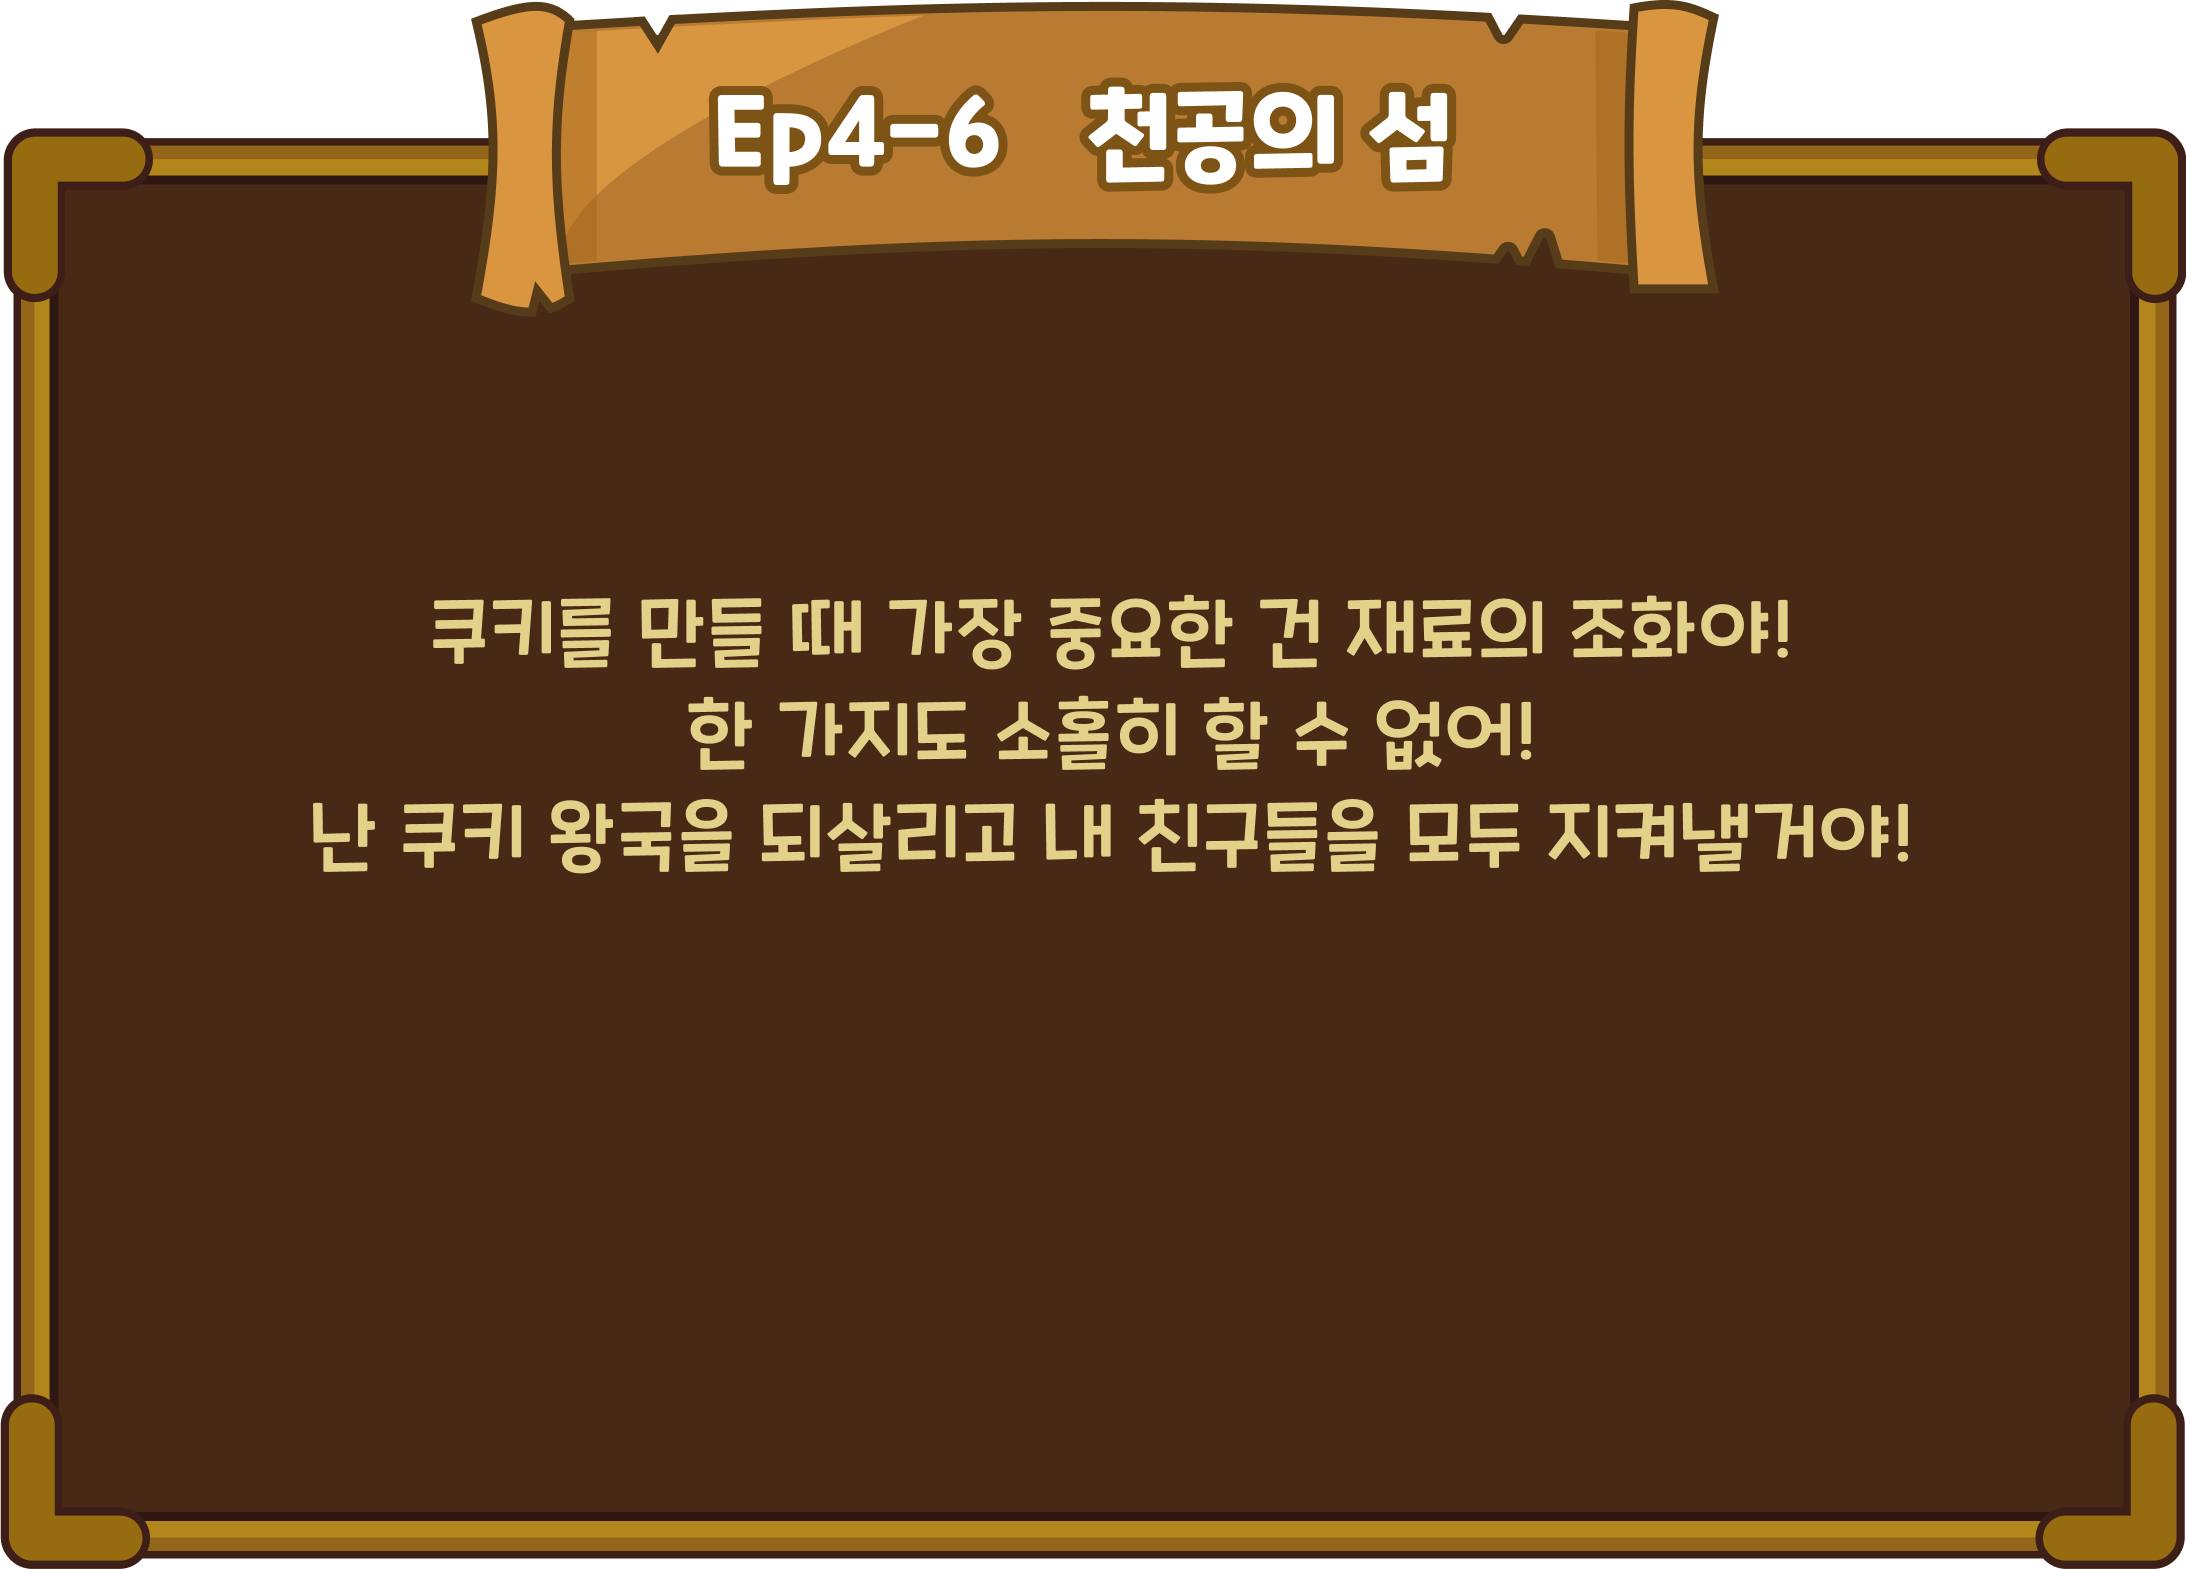 Ep4-6 천공의 섬
쿠키를 만들 때 가장 중요한 건 재료의 조화야!
한 가지도 소홀히 할 수 없어!
난 쿠키 왕국을 되살리고 내 친구들을 모두 지켜낼거야!